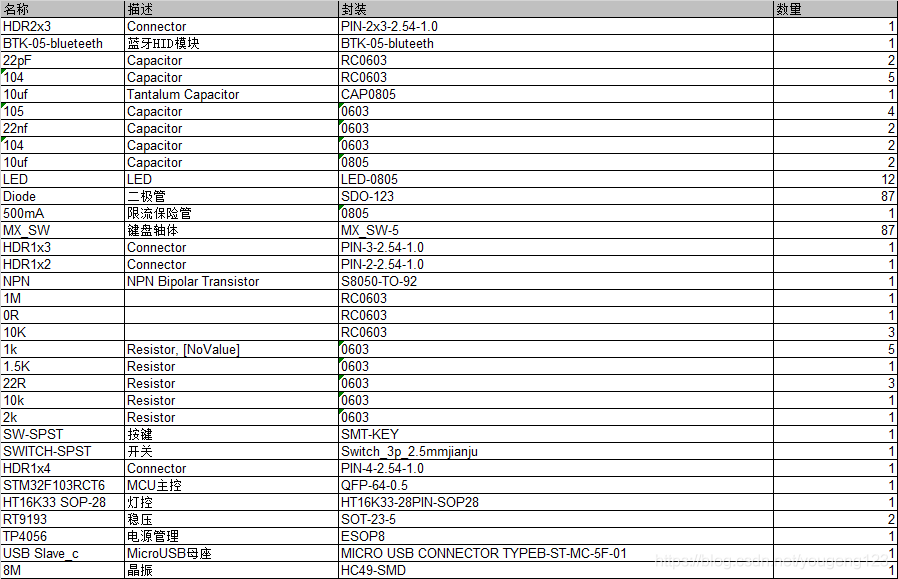 名称 描述 封装 数量
HDR2x3 Connector PIN-2x3-2.54-1.0 1
BTK-05-blueteeth 蓝牙HID模块 BTK-05-bluteeth 1
22pF Capacitor RC0603 2
104 Capacitor RC0603 5
10uf Tantalum Capacitor CAP0805 1
105 Capacitor 0603 4
22nf Capacitor 0603 2
104 Capacitor 0603 2
10uf Capacitor 0805 2
LED LED LED-0805 12
Diode 二极管 SDO-123 87
500mA 限流保险管 0805 1
MX_SW 键盘轴体 MX_SW-5 87
HDR1x3 Connector PIN-3-2.54-1.0 1
HDR1x2 Connector PIN-2-2.54-1.0 1
NPN NPN Bipolar Transistor S8050-TO-92 1
1M RC0603 1
0R RC0603 1
10K RC0603 3
1k Resistor, [NoValue] 0603 5
1.5K Resistor 0603 1
22R Resistor 0603 3
10k Resistor 0603 1
2k Resistor 0603 1
SW-SPST 按键 SMT-KEY 1
SWITCH-SPST 开关 Switch_3p_2.5mmjianju 1
HDR1x4 Connector PIN-4-2.54-1.0 1
STM32F103RCT6 MCU主控 QFP-64-0.5 1
HT16K33 SOP-28 灯控 HT16K33-28PIN-SOP28 1
RT9193 稳压 SOT-23-5 2
TP4056 电源管理 ESOP8 1
USB Slave_c MicroUSB母座 MICRO USB CONNECTOR TYPEB-ST-MC-5F-01 1
8M 晶振 HC49-SMD 1